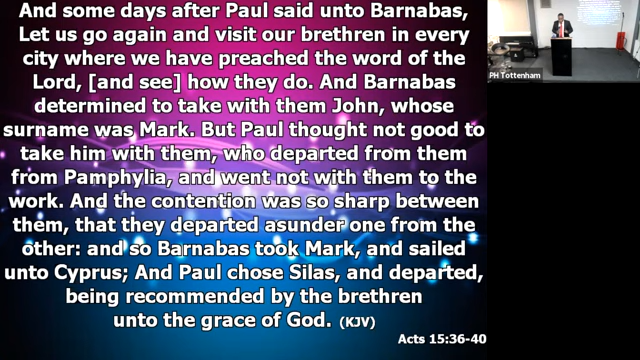 And some days after Paul said unto Barnabas,
Let us go again and visit our brethren in every
city where we have preached the word of the
Lord, [and see] how they do. And Barnabas
determined to take with them John, whose
surname was Mark. But Paul thought not good to
take him with them, who departed from them
from Pamphylia, and went not with them to the
work. And the contention was so sharp between
them, that they departed asunder one from the
other: and so Barnabas took Mark, and sailed
unto Cyprus; And Paul chose Silas, and departed,
being recommended by the brethren
unto the grace of God. (KJV)
Acts 15:36-40
PH Tottenham